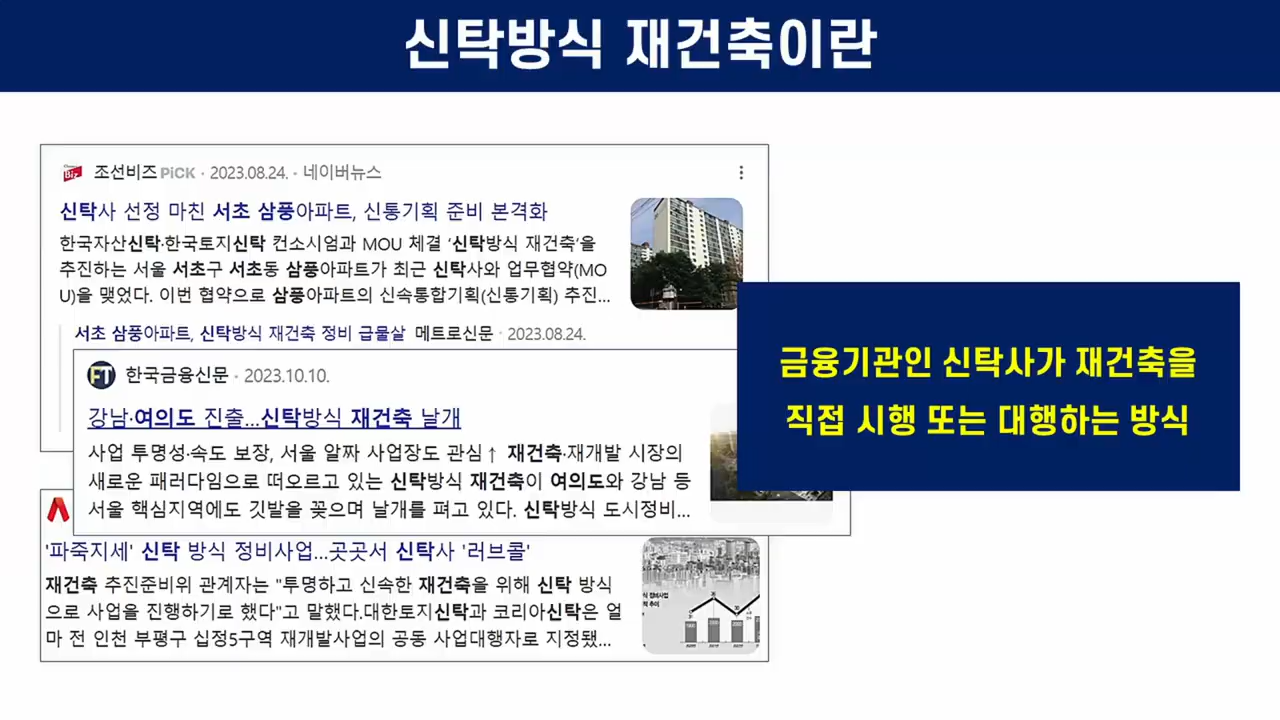 신탁방식 재건축이란
조선비즈 PiCK · 2023.08.24. · 네이버뉴스
신탁사 선정 마친 서초 삼풍아파트, 신통기획 준비 본격화
한국자산신탁·한국토지신탁 컨소시엄과 MOU 체결 ‘신탁방식 재건축’을
추진하는 서울 서초구 서초동 삼풍아파트가 최근 신탁사와 업무협약(MO
U)을 맺었다. 이번 협약으로 삼풍아파트의 신속통합기획(신통기획) 추진...
서초 삼풍아파트, 신탁방식 재건축 정비 급물살 메트로신문 · 2023.08.24.
FT 한국금융신문 · 2023.10.10.
강남·여의도 진출...신탁방식 재건축 날개
사업 투명성·속도 보장, 서울 알짜 사업장도 관심↑ 재건축·재개발 시장의
새로운 패러다임으로 떠오르고 있는 신탁방식 재건축이 여의도와 강남 등
서울 핵심지역에도 깃발을 꽂으며 날개를 펴고 있다. 신탁방식 도시정비...
'파죽지세' 신탁 방식 정비사업...곳곳서 신탁사 '러브콜'
재건축 추진준비위 관계자는 "투명하고 신속한 재건축을 위해 신탁 방식
으로 사업을 진행하기로 했다"고 말했다.대한토지신탁과 코리아신탁은 얼
마 전 인천 부평구 십정5구역 재개발사업의 공동 사업대행자로 지정됐...
금융기관인 신탁사가 재건축을
직접 시행 또는 대행하는 방식